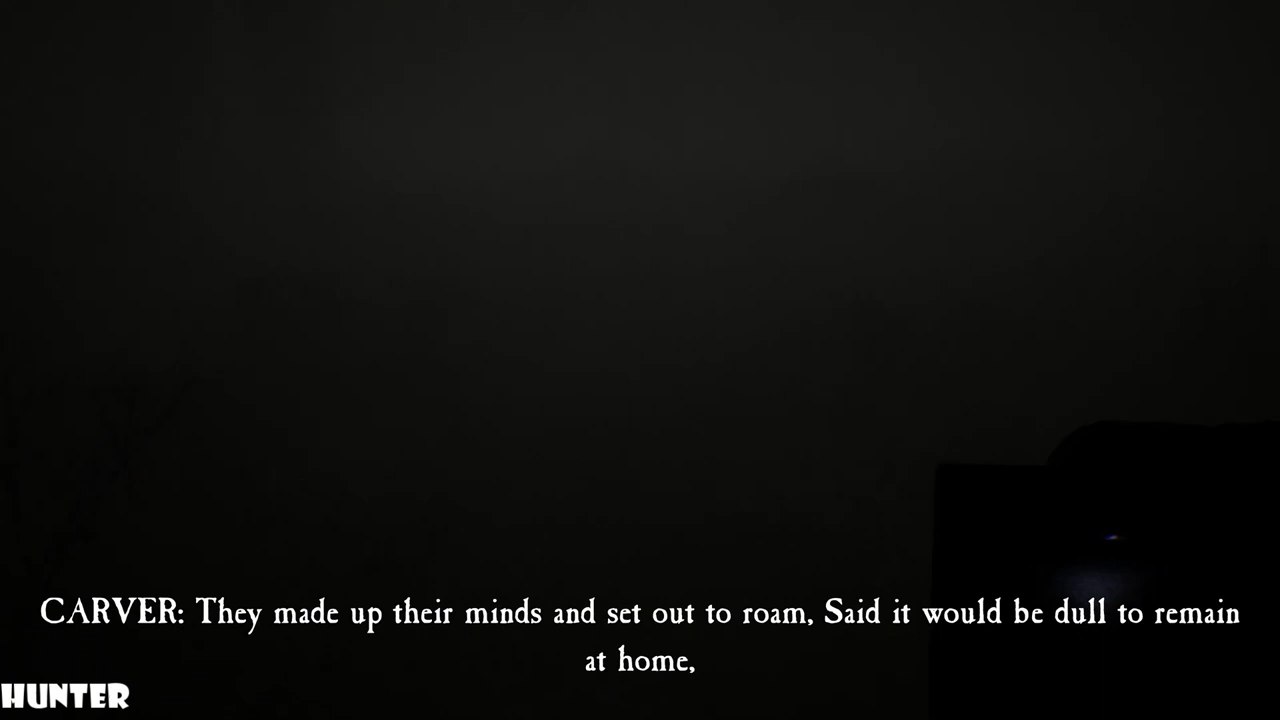 CARVER: They made up their minds and set out to roam, Said it would be dull to remain
at home,
HUNTER